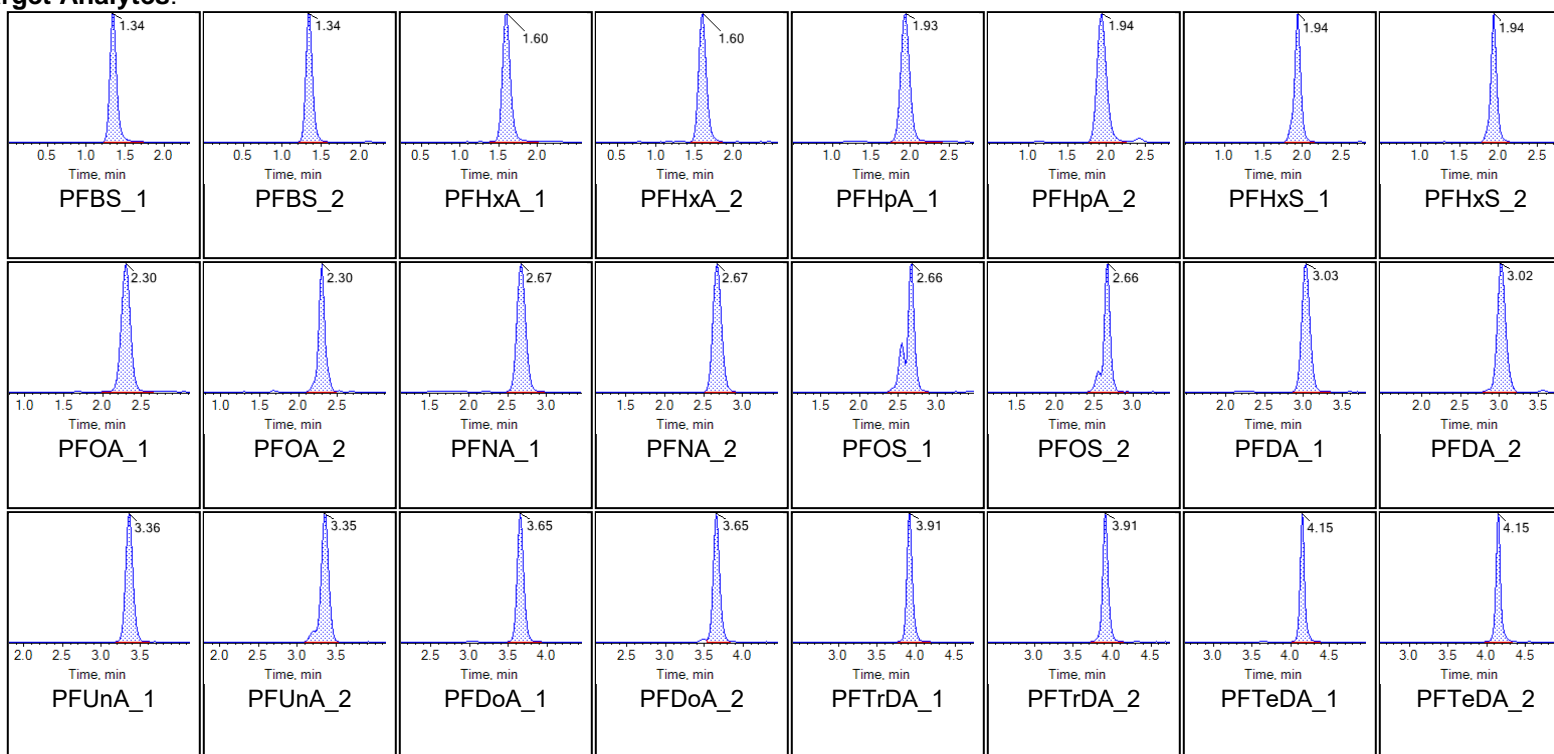 arget Analytes:
1.34 1.34 1.60 1.60 1.93 1.94 1.94 1.94
0.5 1.0 1.5 2.0 0.5 1.0 1.5 2.0 0.5 1.0 1.5 2.0 0.5 1.0 1.5 2.0 1.0 1.5 2.0 2.5 1.0 1.5 2.0 2.5 1.0 1.5 2.0 2.5 1.0 1.5 2.0 2.5
Time, min Time, min Time, min Time, min Time, min Time, min Time, min Time, min
PFBS_1 PFBS_2 PFHxA_1 PFHxA_2 PFHpA_1 PFHpA_2 PFHxS_1 PFHxS_2
2.30 2.30 2.67 2.67 2.66 2.66 3.03 3.02
1.0 1.5 2.0 2.5 1.0 1.5 2.0 2.5 1.5 2.0 2.5 3.0 1.5 2.0 2.5 3.0 1.5 2.0 2.5 3.0 1.5 2.0 2.5 3.0 2.0 2.5 3.0 3.5 2.0 2.5 3.0 3.5
Time, min Time, min Time, min Time, min Time, min Time, min Time, min Time, min
PFOA_1 PFOA_2 PFNA_1 PFNA_2 PFOS_1 PFOS_2 PFDA_1 PFDA_2
3.36 3.35 3.65 3.65 3.91 3.91 4.15 4.15
2.0 2.5 3.0 3.5 2.0 2.5 3.0 3.5 2.5 3.0 3.5 4.0 2.5 3.0 3.5 4.0 3.0 3.5 4.0 4.5 3.0 3.5 4.0 4.5 3.0 3.5 4.0 4.5 3.0 3.5 4.0 4.5
Time, min Time, min Time, min Time, min Time, min Time, min Time, min Time, min
PFUnA_1 PFUnA_2 PFDoA_1 PFDoA_2 PFTrDA_1 PFTrDA_2 PFTeDA_1 PFTeDA_2